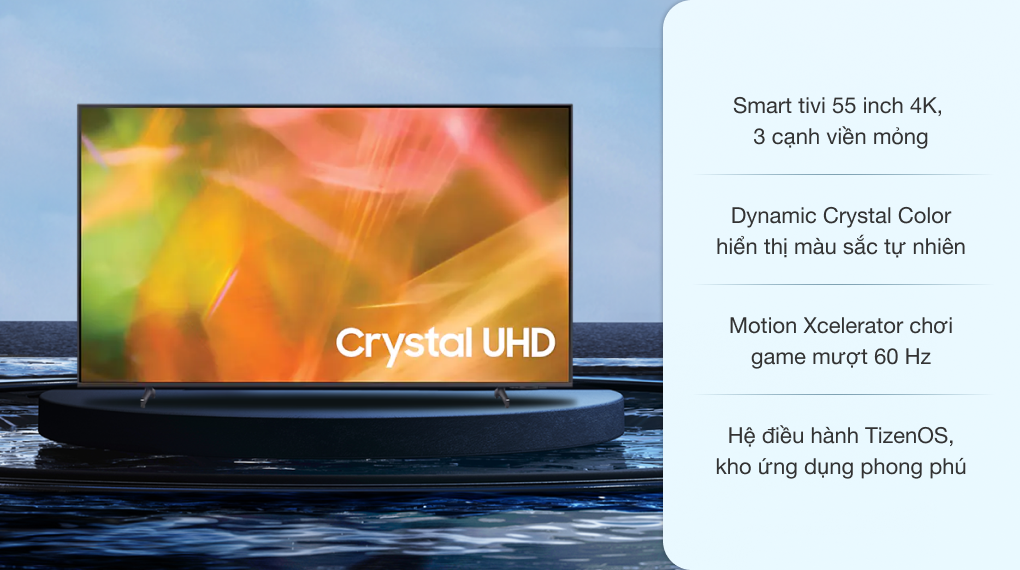 Crystal UHD
Smart tivi 55 inch 4K,
3 cạnh viền mỏng
Dynamic Crystal Color
hiển thị màu sắc tự nhiên
Motion Xcelerator chơi
game mượt 60 Hz
Hệ điều hành TizenOS,
kho ứng dụng phong phú